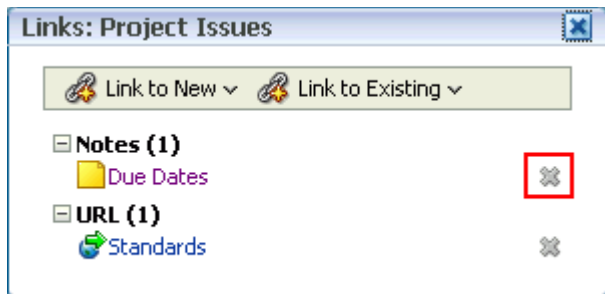 Links: Project Issues
Link to New Link to Existing
Notes (1)
Due Dates
URL (1)
Standards